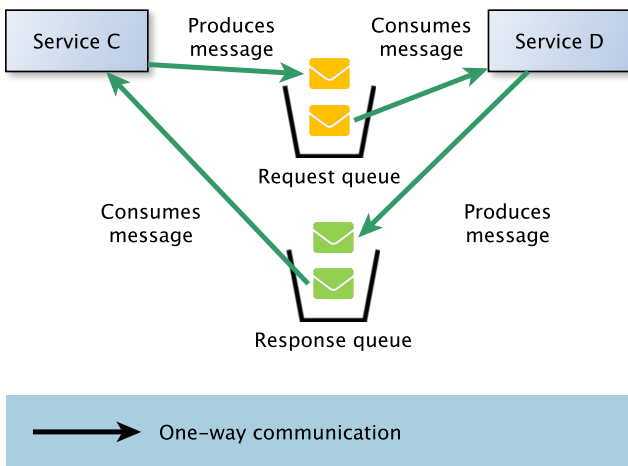 Service C
Produces
message
Consumes
message
Service D
Request queue
Consumes
message
Produces
message
Response queue
One-way communication